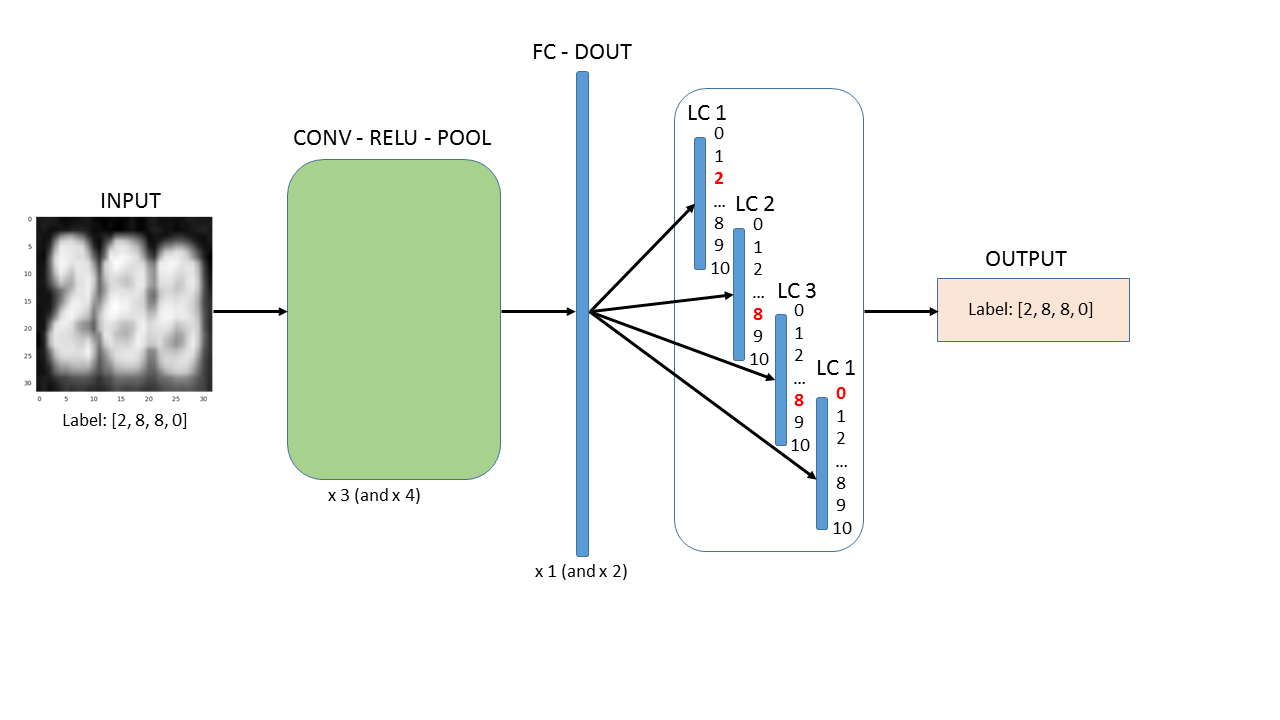 INPUT
0
5
10
15
20
25
30
0 5 10 15 20 25 30
Label: [2, 8, 8, 0]
CONV - RELU - POOL
x 3 (and x 4)
FC - DOUT
x 1 (and x 2)
LC 1
0
1
2
...
8
9
10
LC 2
0
1
2
...
8
9
10
LC 3
0
1
2
...
8
9
10
LC 1
0
1
2
...
8
9
10
OUTPUT
Label: [2, 8, 8, 0]
288